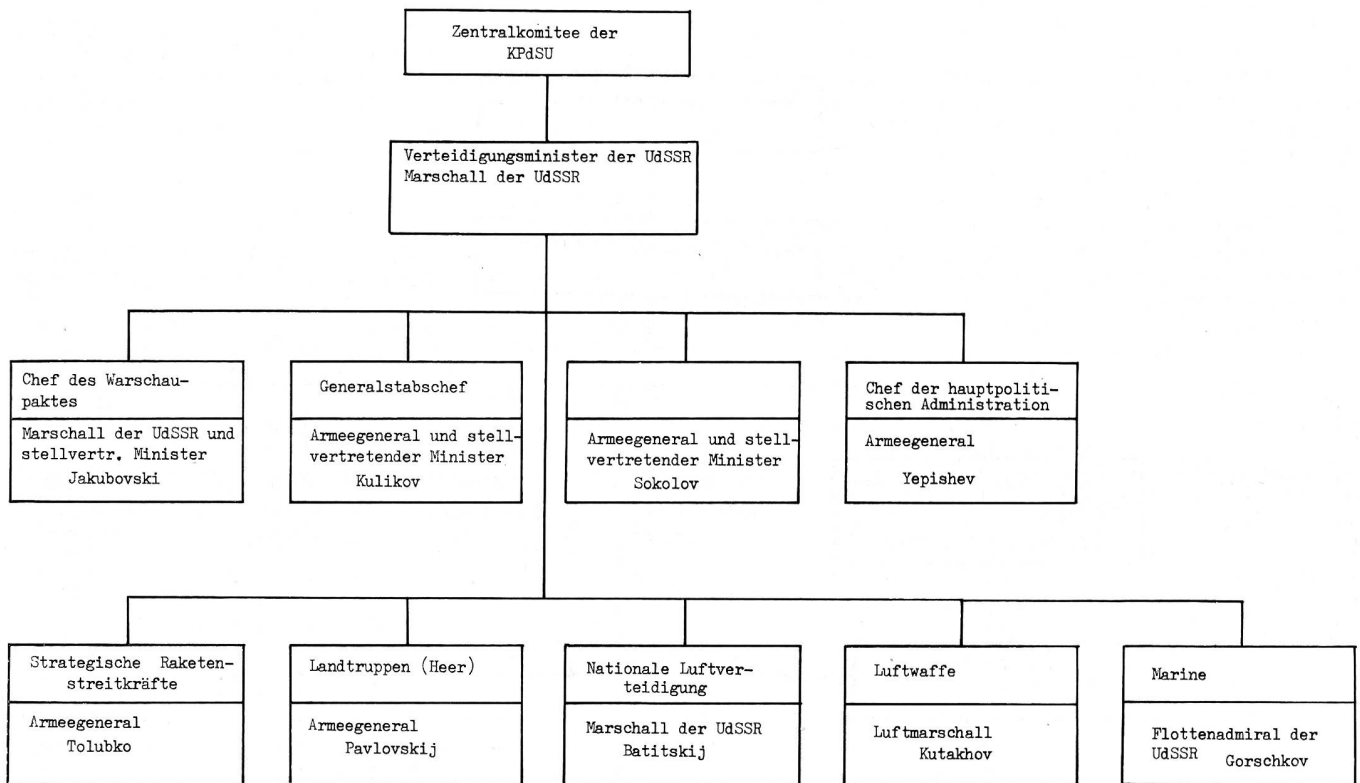 Zentralkomitee der
KPdSU
Verteidigungsminister der UdSSR
Marschall der UdSSR
Chef des Warschau-
paktes
Marschall der UdSSR und
stellvertr. Minister
Jakubovski
Generalstabschef
Armeegeneral und stell-
vertretender Minister
Kulikov
Armeegeneral und stell-
vertretender Minister
Sokolov
Chef der hauptpoliti-
schen Administration
Armeegeneral
Yepishev
Strategische Raketen-
streitkräfte
Armeegeneral
Tolubko
Landtruppen (Heer)
Armeegeneral
Pavlovskij
Nationale Luftver-
teidigung
Marschall der UdSSR
Batitskij
Luftwaffe
Luftmarschall
Kutakhov
Marine
Flottenadmiral der
UdSSR Gorschkov